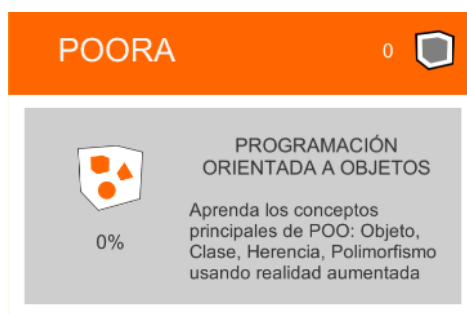 POORA
0
PROGRAMACIÓN
ORIENTADA A OBJETOS
Aprenda los conceptos
principales de POO: Objeto,
Clase, Herencia, Polimorfismo
usando realidad aumentada
0%